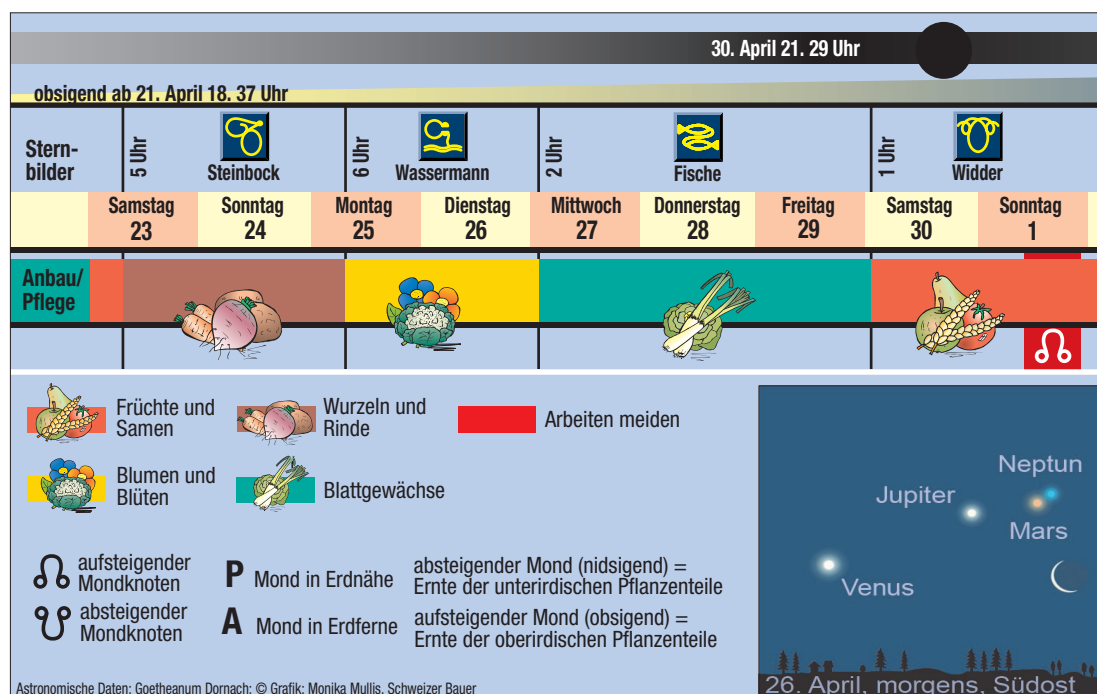 30. April 21. 29 Uhr
obsigend ab 21. April 18. 37 Uhr
Stern-
bilder
5 Uhr
Steinbock
6 Uhr
Wassermann
2 Uhr
Fische
1 Uhr
Widder
Samstag
23
Sonntag
24
Montag
25
Dienstag
26
Mittwoch
27
Donnerstag
28
Freitag
29
Samstag
30
Sonntag
1
Anbau/
Pflege
Früchte und
Samen
Wurzeln und
Rinde
Arbeiten meiden
Blumen und
Blüten
Blattgewächse
aufsteigender
Mondknoten
P Mond in Erdnähe
absteigender Mond (nidsigend) =
Ernte der unterirdischen Pflanzenteile
absteigender
Mondknoten
A Mond in Erdferne
aufsteigender Mond (obsigend) =
Ernte der oberirdischen Pflanzenteile
Neptun
Jupiter
Mars
Venus
26. April, morgens, Südost
Astronomische Daten: Goetheanum Dornach; © Grafik: Monika Mullis, Schweizer Bauer